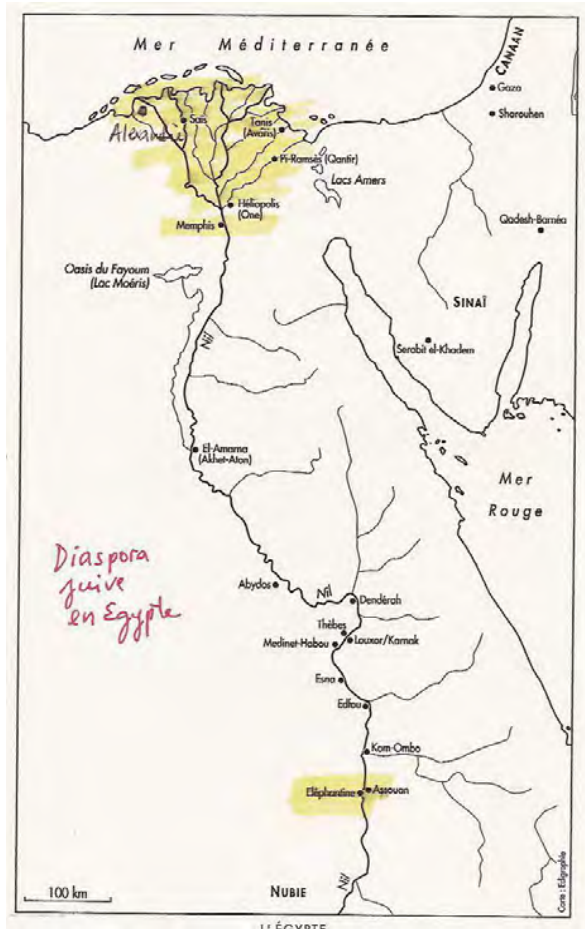 Mer Méditerranée
CANAAN
Gaza
Sharouhen
Saïs
Alexandrie
Tanis
(Avaris)
Pi-Ramsès (Qantir)
Lacs Amers
Qadesh-Barnéa
Héliopolis
(One)
Memphis
Oasis du Fayoum
(Lac Moéris)
SINAÏ
Nil
Serabit el-Khadem
El-Amarna
(Akhet-Aton)
Mer
Rouge
Diaspora
juive
en Egypte
Abydos
Nil
Dendérah
Thèbes
Medinet-Habou
Louxor/Karnak
Esna
Edfou
Kom-Ombo
Eléphantine
Assouan
100 km
NUBIE
Nil
Carte : Edigraphie
L'ÉGYPTE